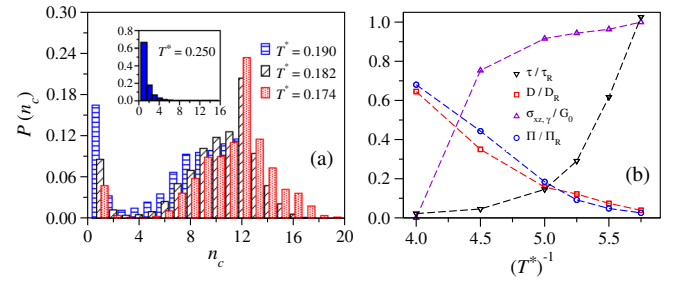 0.30
0.24
0.18
0.12
0.06
0.00
P (n_c)
0.8
0.6
0.4
0.2
0.0
0 4 8 12 16
T* = 0.250
T* = 0.190
T* = 0.182
T* = 0.174
(a)
0 4 8 12 16 20
n_c
1.0
0.8
0.6
0.4
0.2
0.0
τ / τ_R
D / D_R
σ_{xz, γ} / G_0
Π / Π_R
(b)
4.0 4.5 5.0 5.5
(T*)^{-1}